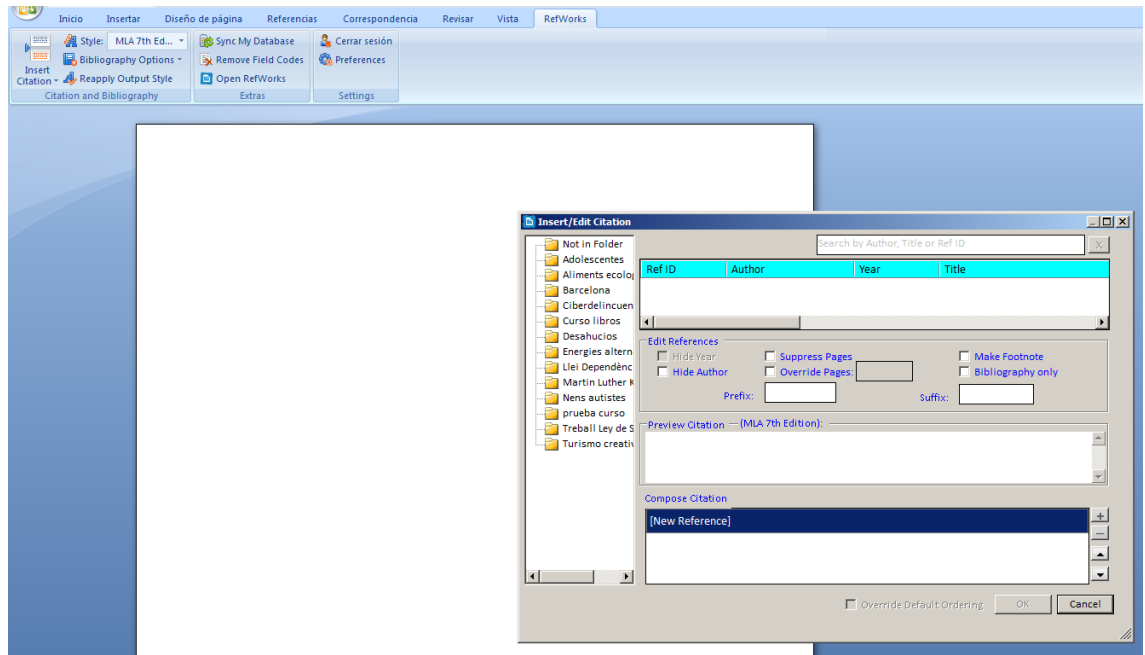 Inicio Insertar Diseño de página Referencias Correspondencia Revisar Vista RefWorks
Insert Citation
Style: MLA 7th Ed...
Bibliography Options
Reapply Output Style
Citation and Bibliography
Sync My Database
Remove Field Codes
Open RefWorks
Extras
Cerrar sesión
Preferences
Settings
Insert/Edit Citation
Not in Folder
Adolescentes
Aliments ecolog
Barcelona
Ciberdelincuen
Curso libros
Desahucios
Energies altern
Llei Dependènc
Martin Luther K
Nens autistes
prueba curso
Treball Ley de S
Turismo creativ
Search by Author, Title or Ref ID
X
Ref ID Author Year Title
Edit References
Hide Year Suppress Pages Make Footnote
Hide Author Override Pages: Bibliography only
Prefix: Suffix:
Preview Citation (MLA 7th Edition):
Compose Citation
[New Reference]
Override Default Ordering OK Cancel